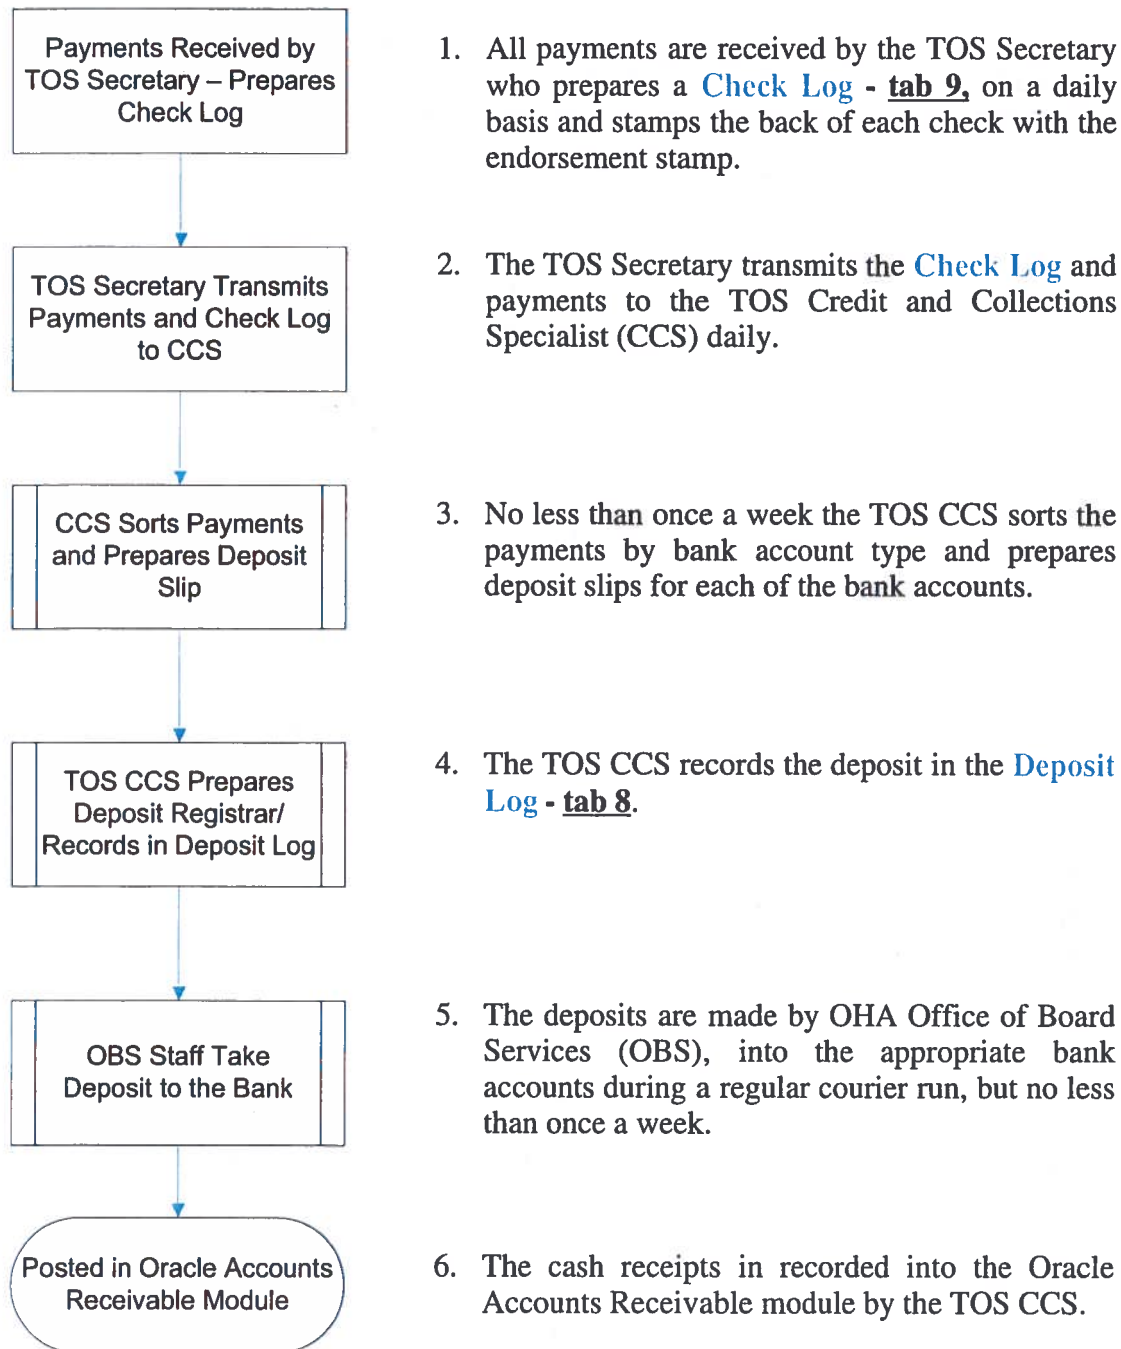 Payments Received by
TOS Secretary – Prepares
Check Log
1. All payments are received by the TOS Secretary
who prepares a Check Log - tab 9, on a daily
basis and stamps the back of each check with the
endorsement stamp.
TOS Secretary Transmits
Payments and Check Log
to CCS
2. The TOS Secretary transmits the Check Log and
payments to the TOS Credit and Collections
Specialist (CCS) daily.
CCS Sorts Payments
and Prepares Deposit
Slip
3. No less than once a week the TOS CCS sorts the
payments by bank account type and prepares
deposit slips for each of the bank accounts.
TOS CCS Prepares
Deposit Registrar/
Records in Deposit Log
4. The TOS CCS records the deposit in the Deposit
Log - tab 8.
OBS Staff Take
Deposit to the Bank
5. The deposits are made by OHA Office of Board
Services (OBS), into the appropriate bank
accounts during a regular courier run, but no less
than once a week.
Posted in Oracle Accounts
Receivable Module
6. The cash receipts in recorded into the Oracle
Accounts Receivable module by the TOS CCS.